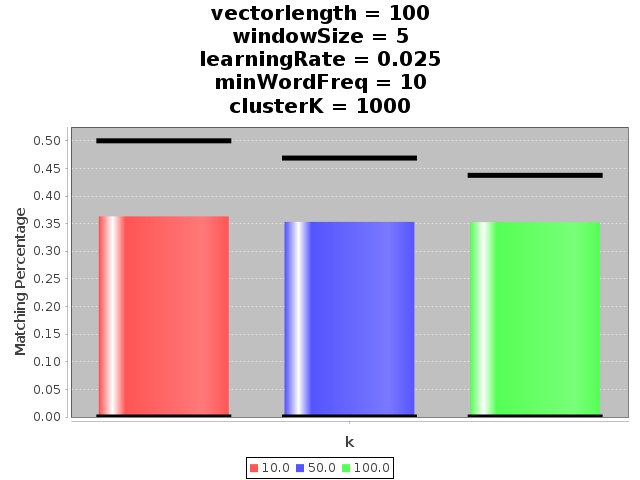 vectorlength = 100
windowSize = 5
learningRate = 0.025
minWordFreq = 10
clusterK = 1000
0.50
0.45
0.40
0.35
0.30
0.25
0.20
0.15
0.10
0.05
0.00
Matching Percentage
k
10.0 50.0 100.0